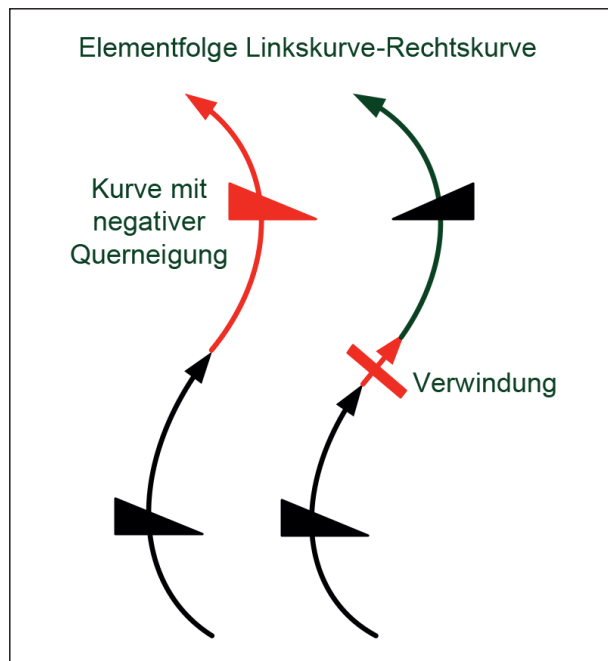 Elementfolge Linkskurve-Rechtskurve
Kurve mit
negativer
Querneigung
Verwindung